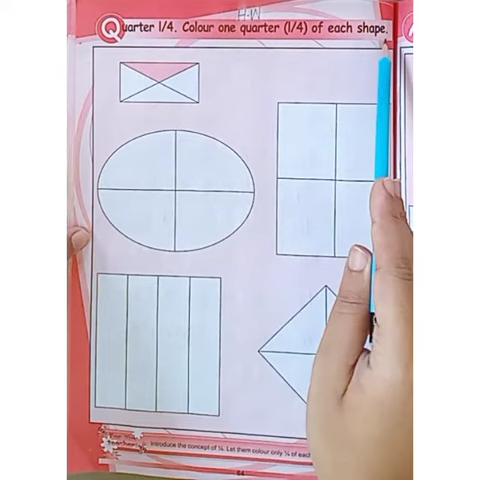 H.W
Quarter 1/4. Colour one quarter (1/4) of each shape.
Introduce the concept of ¼. Let them colour only ¼ of each